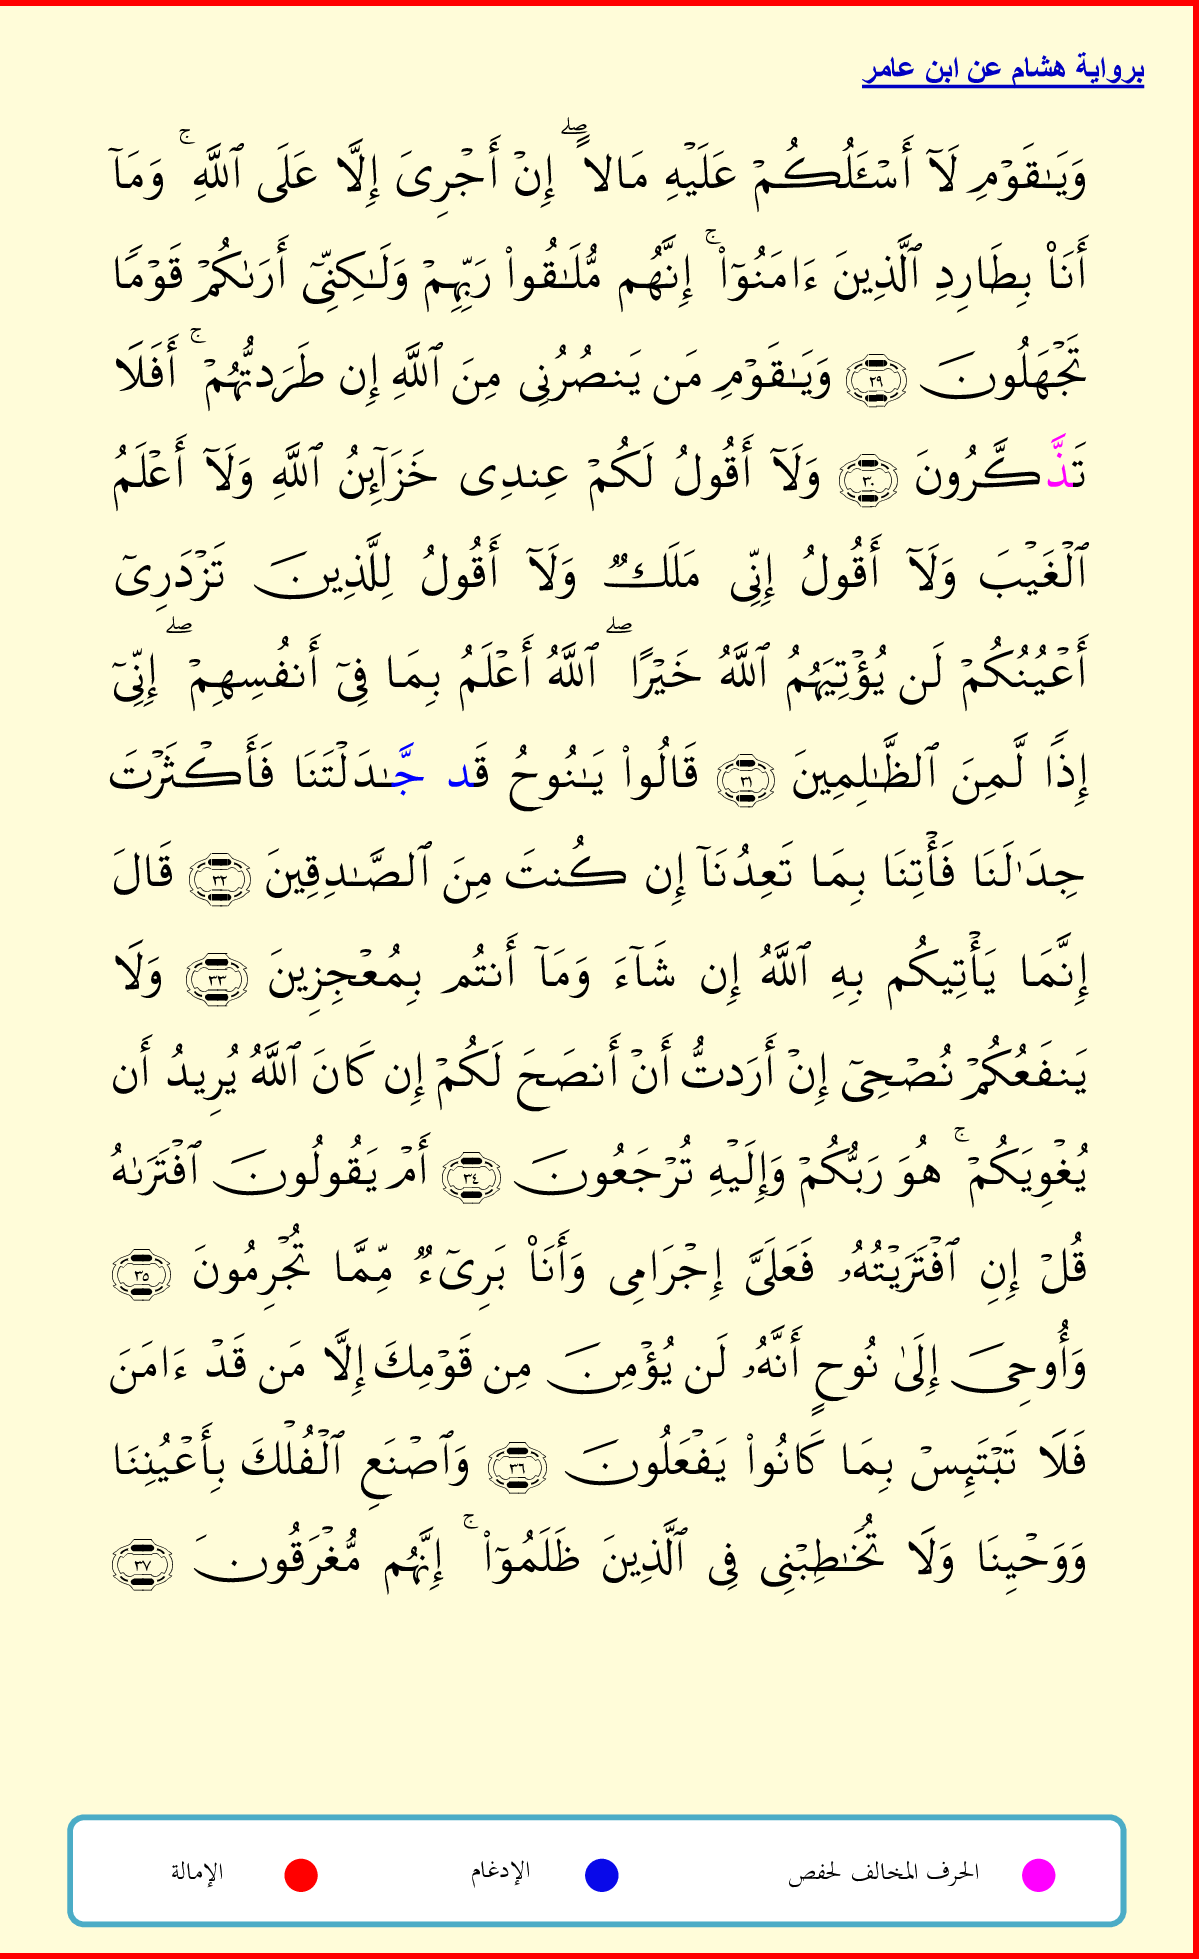 برواية هشام عن ابن عامر
وَيَـٰقَوۡمِ لَآ أَسۡـَٔلُكُمۡ عَلَيۡهِ مَالًاۖ إِنۡ أَجۡرِىَ إِلَّا عَلَى ٱللَّهِۚ وَمَآ
أَنَا۠ بِطَارِدِ ٱلَّذِينَ ءَامَنُوٓا۟ۚ إِنَّهُم مُّلَـٰقُوا۟ رَبِّهِمۡ وَلَـٰكِنِّىٓ أَرَىٰكُمۡ قَوۡمًا
تَجۡهَلُونَ ٢٩ وَيَـٰقَوۡمِ مَن يَنصُرُنِى مِنَ ٱللَّهِ إِن طَرَدتُّهُمۡۚ أَفَلَا
تَذَّكَّرُونَ ٣٠ وَلَآ أَقُولُ لَكُمۡ عِندِى خَزَآئِنُ ٱللَّهِ وَلَآ أَعۡلَمُ
ٱلۡغَيۡبَ وَلَآ أَقُولُ إِنِّى مَلَكٌ وَلَآ أَقُولُ لِلَّذِينَ تَزۡدَرِىٓ
أَعۡيُنُكُمۡ لَن يُؤۡتِيَهُمُ ٱللَّهُ خَيۡرًاۖ ٱللَّهُ أَعۡلَمُ بِمَا فِىٓ أَنفُسِهِمۡۖ إِنِّىٓ
إِذًا لَّمِنَ ٱلظَّـٰلِمِينَ ٣١ قَالُوا۟ يَـٰنُوحُ قَد جَّـٰدَلۡتَنَا فَأَكۡثَرۡتَ
جِدَٰلَنَا فَأۡتِنَا بِمَا تَعِدُنَآ إِن كُنتَ مِنَ ٱلصَّـٰدِقِينَ ٣٢ قَالَ
إِنَّمَا يَأۡتِيكُم بِهِ ٱللَّهُ إِن شَآءَ وَمَآ أَنتُم بِمُعۡجِزِينَ ٣٣ وَلَا
يَنفَعُكُمۡ نُصۡحِىٓ إِنۡ أَرَدتُّ أَنۡ أَنصَحَ لَكُمۡ إِن كَانَ ٱللَّهُ يُرِيدُ أَن
يُغۡوِيَكُمۡۚ هُوَ رَبُّكُمۡ وَإِلَيۡهِ تُرۡجَعُونَ ٣٤ أَمۡ يَقُولُونَ ٱفۡتَرَىٰهُ
قُلۡ إِنِ ٱفۡتَرَيۡتُهُۥ فَعَلَىَّ إِجۡرَامِى وَأَنَا۠ بَرِىٓءٌ مِّمَّا تُجۡرِمُونَ ٣٥
وَأُوحِىَ إِلَىٰ نُوحٍ أَنَّهُۥ لَن يُؤۡمِنَ مِن قَوۡمِكَ إِلَّا مَن قَدۡ ءَامَنَ
فَلَا تَبۡتَئِسۡ بِمَا كَانُوا۟ يَفۡعَلُونَ ٣٦ وَٱصۡنَعِ ٱلۡفُلۡكَ بِأَعۡيُنِنَا
وَوَحۡيِنَا وَلَا تُخَـٰطِبۡنِى فِى ٱلَّذِينَ ظَلَمُوٓا۟ۚ إِنَّهُم مُّغۡرَقُونَ ٣٧
الحرف المخالف لحفص الإدغام الإمالة